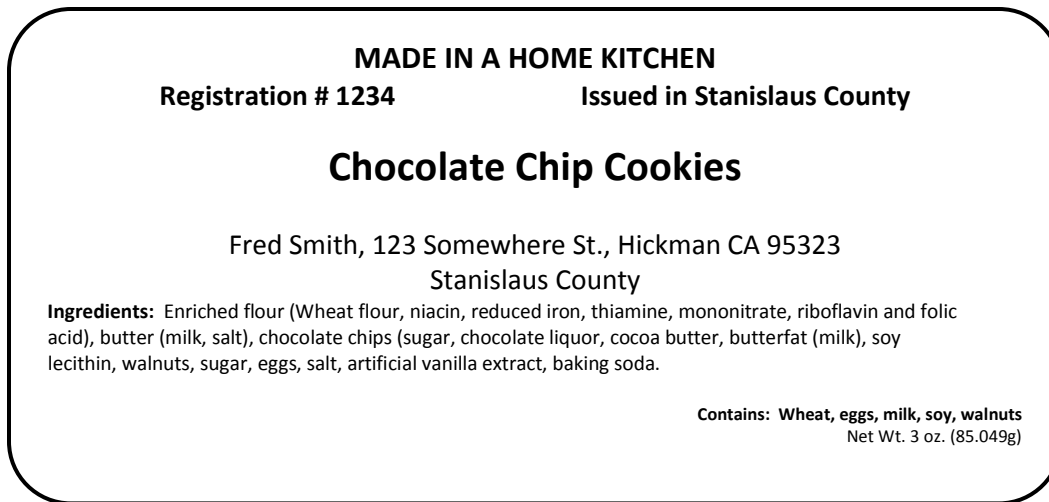 MADE IN A HOME KITCHEN
Registration # 1234 Issued in Stanislaus County
Chocolate Chip Cookies
Fred Smith, 123 Somewhere St., Hickman CA 95323
Stanislaus County
Ingredients: Enriched flour (Wheat flour, niacin, reduced iron, thiamine, mononitrate, riboflavin and folic
acid), butter (milk, salt), chocolate chips (sugar, chocolate liquor, cocoa butter, butterfat (milk), soy
lecithin, walnuts, sugar, eggs, salt, artificial vanilla extract, baking soda.
Contains: Wheat, eggs, milk, soy, walnuts
Net Wt. 3 oz. (85.049g)